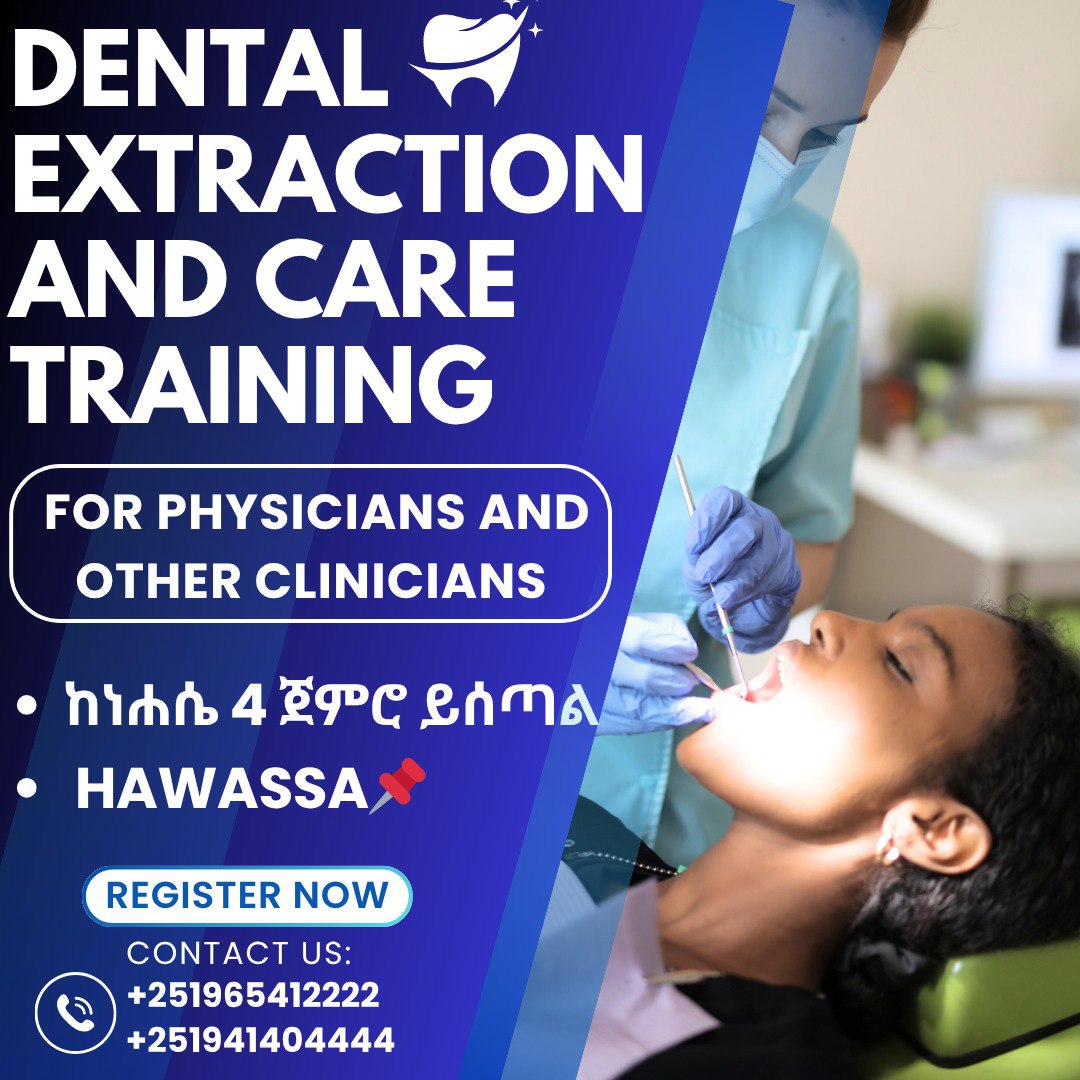 DENTAL
EXTRACTION
AND CARE
TRAINING
FOR PHYSICIANS AND
OTHER CLINICIANS
• ከነሐሴ 4 ጀምሮ ይሰጣል
• HAWASSA
REGISTER NOW
CONTACT US:
+251965412222
+251941404444